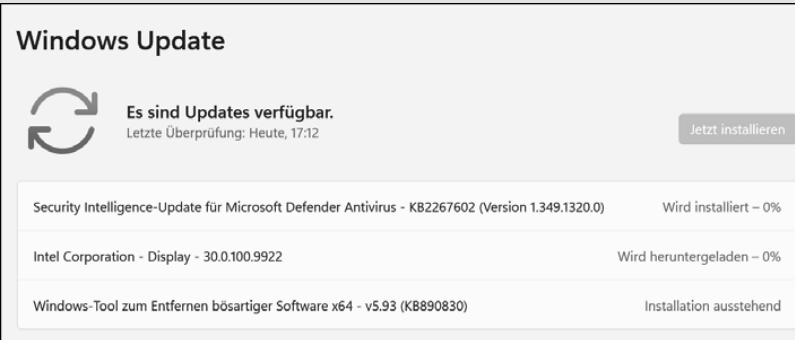 Windows Update
Es sind Updates verfügbar.
Letzte Überprüfung: Heute, 17:12
Jetzt installieren
Security Intelligence-Update für Microsoft Defender Antivirus - KB2267602 (Version 1.349.1320.0) Wird installiert – 0%
Intel Corporation - Display - 30.0.100.9922 Wird heruntergeladen – 0%
Windows-Tool zum Entfernen bösartiger Software x64 - v5.93 (KB890830) Installation ausstehend